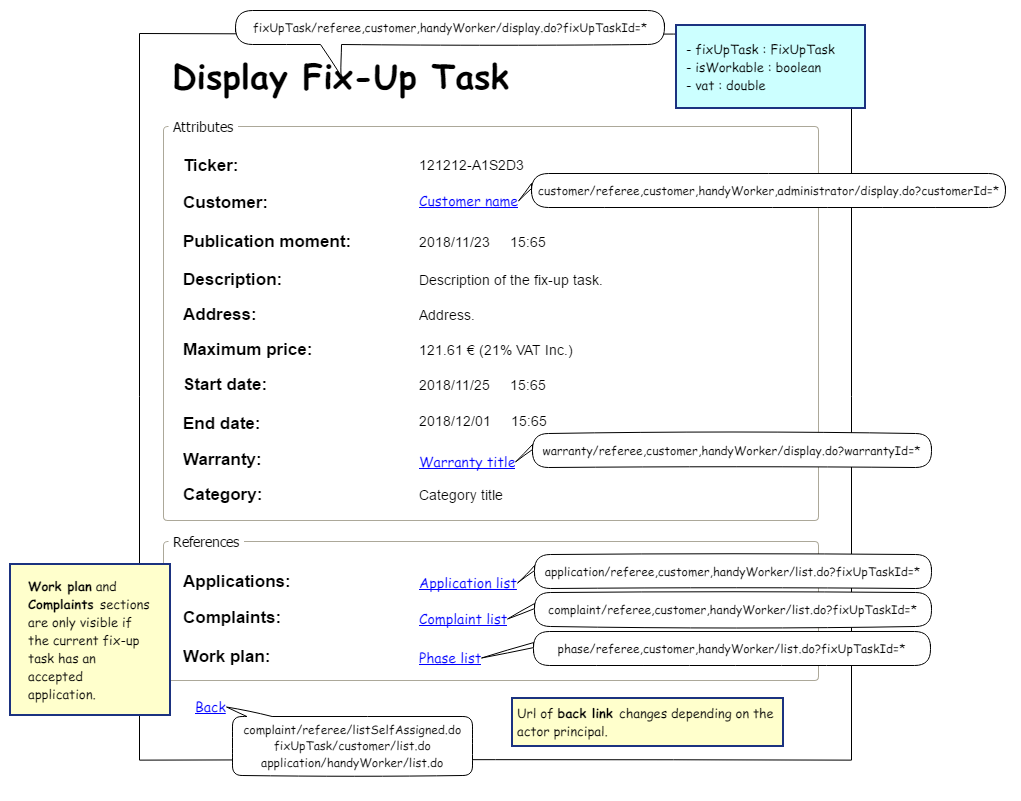 fixUpTask/referee,customer,handyWorker/display.do?fixUpTaskId=*
- fixUpTask : FixUpTask
- isWorkable : boolean
- vat : double
Display Fix-Up Task
Attributes
Ticker: 121212-A1S2D3
Customer: Customer name
customer/referee,customer,handyWorker,administrator/display.do?customerId=*
Publication moment: 2018/11/23 15:65
Description: Description of the fix-up task.
Address: Address.
Maximum price: 121.61 € (21% VAT Inc.)
Start date: 2018/11/25 15:65
End date: 2018/12/01 15:65
Warranty: Warranty title
warranty/referee,customer,handyWorker/display.do?warrantyId=*
Category: Category title
References
Applications: Application list
application/referee,customer,handyWorker/list.do?fixUpTaskId=*
Complaints: Complaint list
complaint/referee,customer,handyWorker/list.do?fixUpTaskId=*
Work plan: Phase list
phase/referee,customer,handyWorker/list.do?fixUpTaskId=*
Work plan and
Complaints sections
are only visible if
the current fix-up
task has an
accepted
application.
Back
complaint/referee/listSelfAssigned.do
fixUpTask/customer/list.do
application/handyWorker/list.do
Url of back link changes depending on the
actor principal.